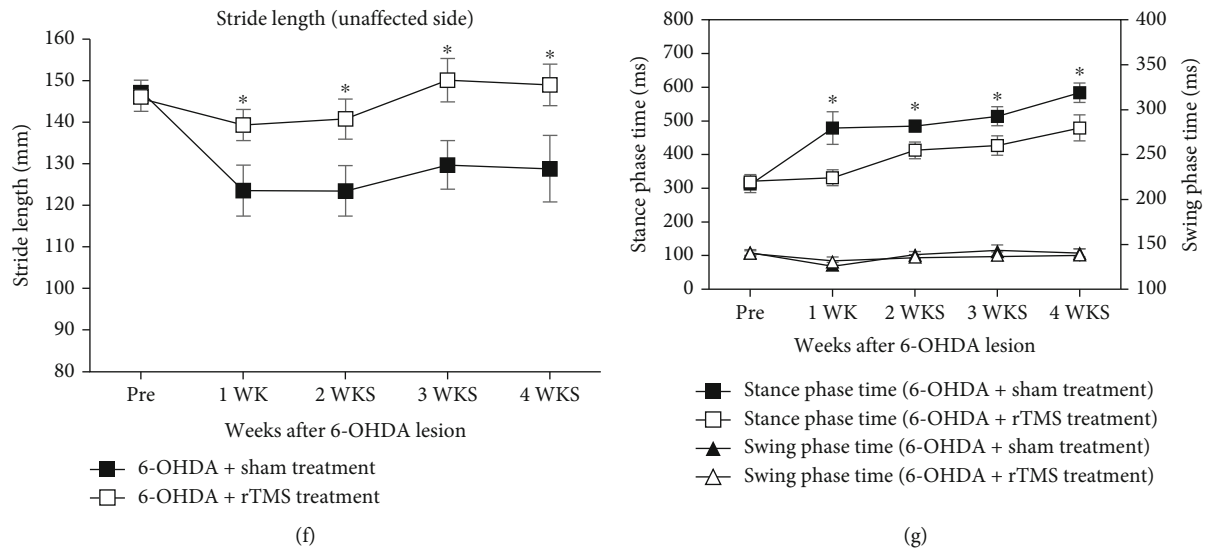 Stride length (unaffected side)
160
150
140
130
120
110
100
90
80
Stride length (mm)
*
*
*
*
Pre
1 WK
2 WKS
3 WKS
4 WKS
Weeks after 6-OHDA lesion
6-OHDA + sham treatment
6-OHDA + rTMS treatment
(f)
800
700
600
500
400
300
200
100
0
Stance phase time (ms)
400
350
300
250
200
150
100
Swing phase time (ms)
*
*
*
*
Pre
1 WK
2 WKS
3 WKS
4 WKS
Weeks after 6-OHDA lesion
Stance phase time (6-OHDA + sham treatment)
Stance phase time (6-OHDA + rTMS treatment)
Swing phase time (6-OHDA + sham treatment)
Swing phase time (6-OHDA + rTMS treatment)
(g)